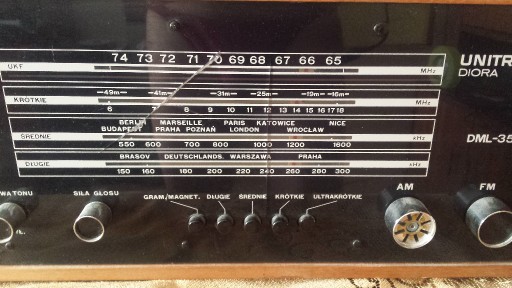 74 73 72 71 70 69 68 67 66 65
UKF MHz
UNITR
DIORA
—49m— —41m— —31m— —25m— —19m— —16m
KRÓTKIE MHz
6 7 8 9 10 11 12 13 14 15 16 17 18
BERLIN MARSEILLE PARIS KATOWICE NICE
BUDAPEST PRAHA POZNAŃ LONDON WROCŁAW
ŚREDNIE kHz
DML-35
550 600 700 800 1000 1200 1600
BRASOV DEUTSCHLANDS. WARSZAWA PRAHA
DŁUGIE kHz
150 160 180 200 220 240 260 280 300
WA TONU SIŁA GŁOSU GRAM/MAGNET. DŁUGIE ŚREDNIE KRÓTKIE ULTRAKRÓTKIE AM FM